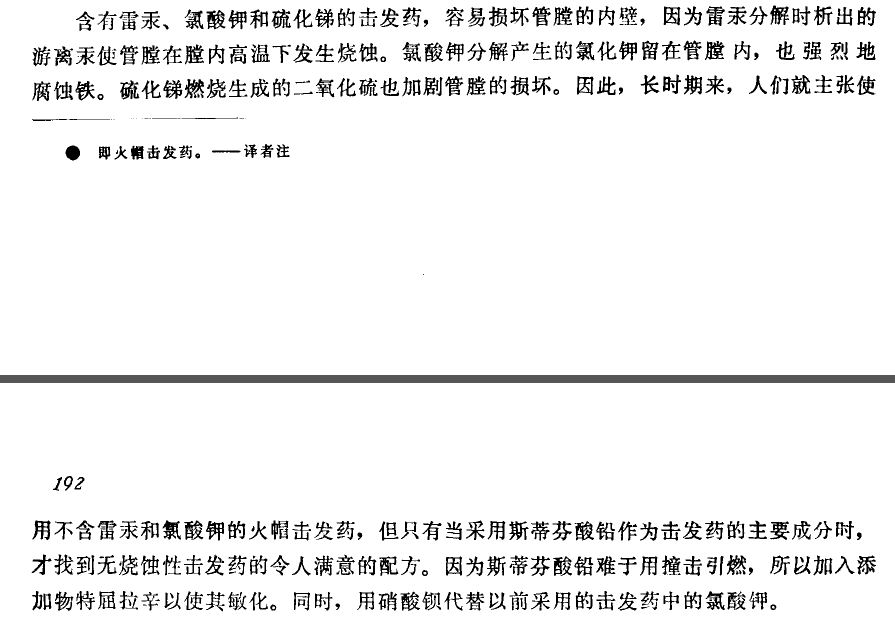 含有雷汞、氯酸钾和硫化锑的击发药，容易损坏管膛的内壁，因为雷汞分解时析出的
游离汞使管膛在膛内高温下发生烧蚀。氯酸钾分解产生的氯化钾留在管膛内，也强烈地
腐蚀铁。硫化锑燃烧生成的二氧化硫也加剧管膛的损坏。因此，长时期来，人们就主张使
● 即火帽击发药。——译者注
192
用不含雷汞和氯酸钾的火帽击发药，但只有当采用斯蒂芬酸铅作为击发药的主要成分时，
才找到无烧蚀性击发药的令人满意的配方。因为斯蒂芬酸铅难于用撞击引燃，所以加入添
加物特屈拉辛以使其敏化。同时，用硝酸钡代替以前采用的击发药中的氯酸钾。